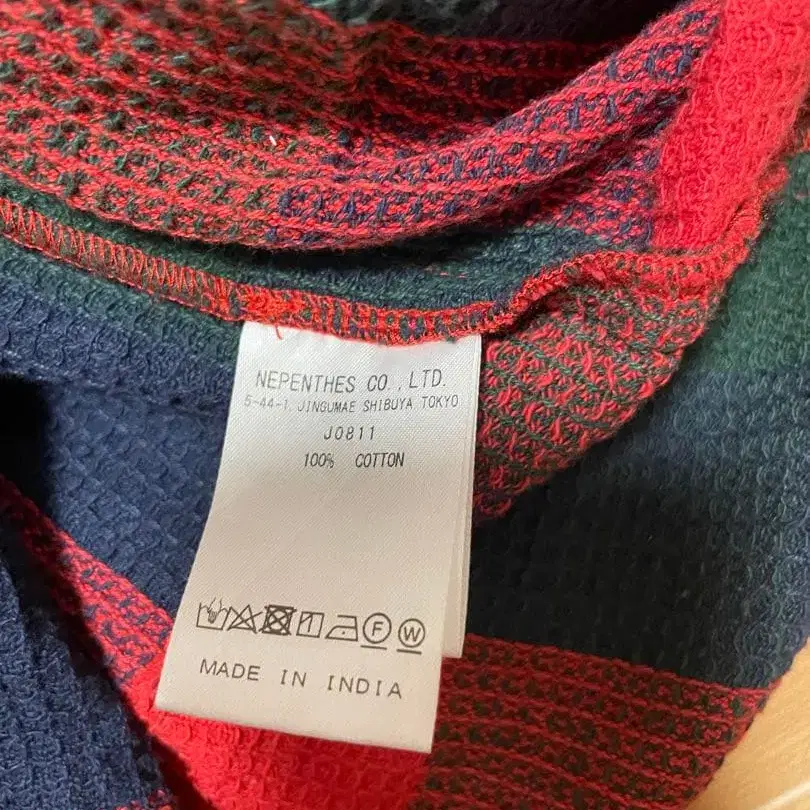 NEPENTHES CO.,LTD.
5-44-1, JINGUMAE SHIBUYA TOKYO
J0811
100% COTTON
F W
MADE IN INDIA